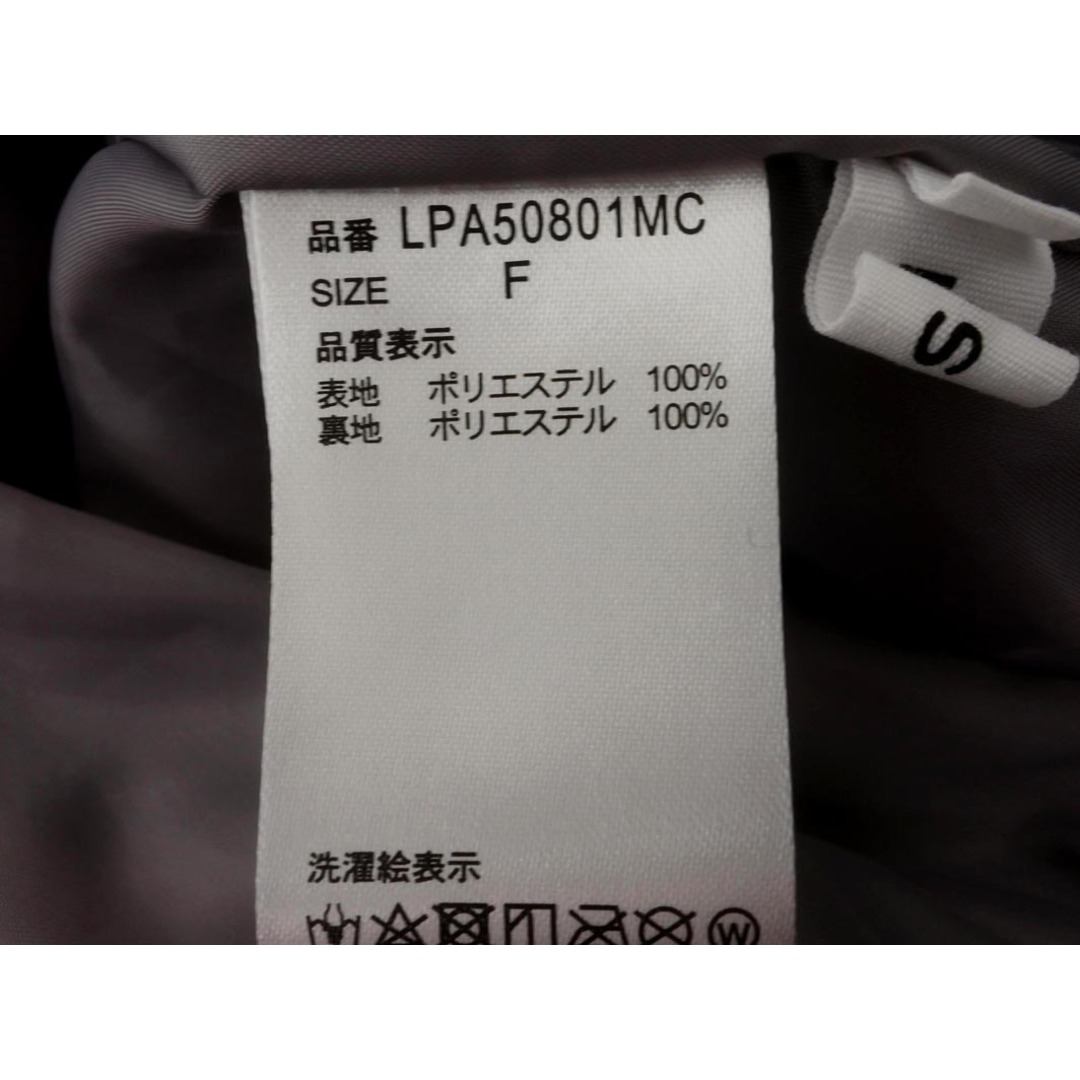 品番 LPA50801MC
SIZE F
品質表示
表地 ポリエステル 100%
裏地 ポリエステル 100%
洗濯絵表示
W
S